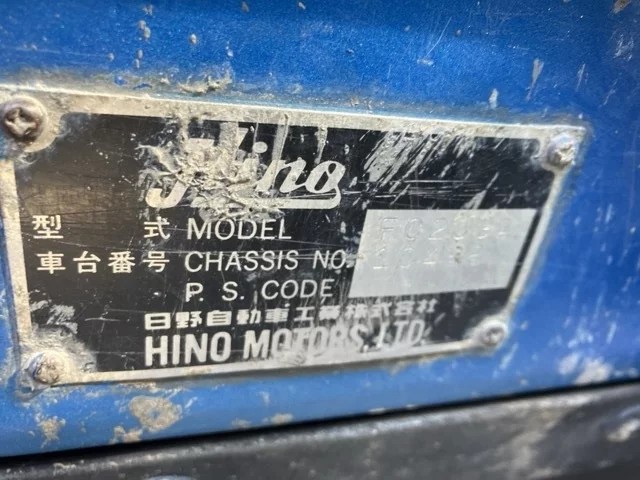 Hino
型 式 MODEL
車台番号 CHASSIS NO.
P. S. CODE
日野自動車工業株式会社
HINO MOTORS, LTD.